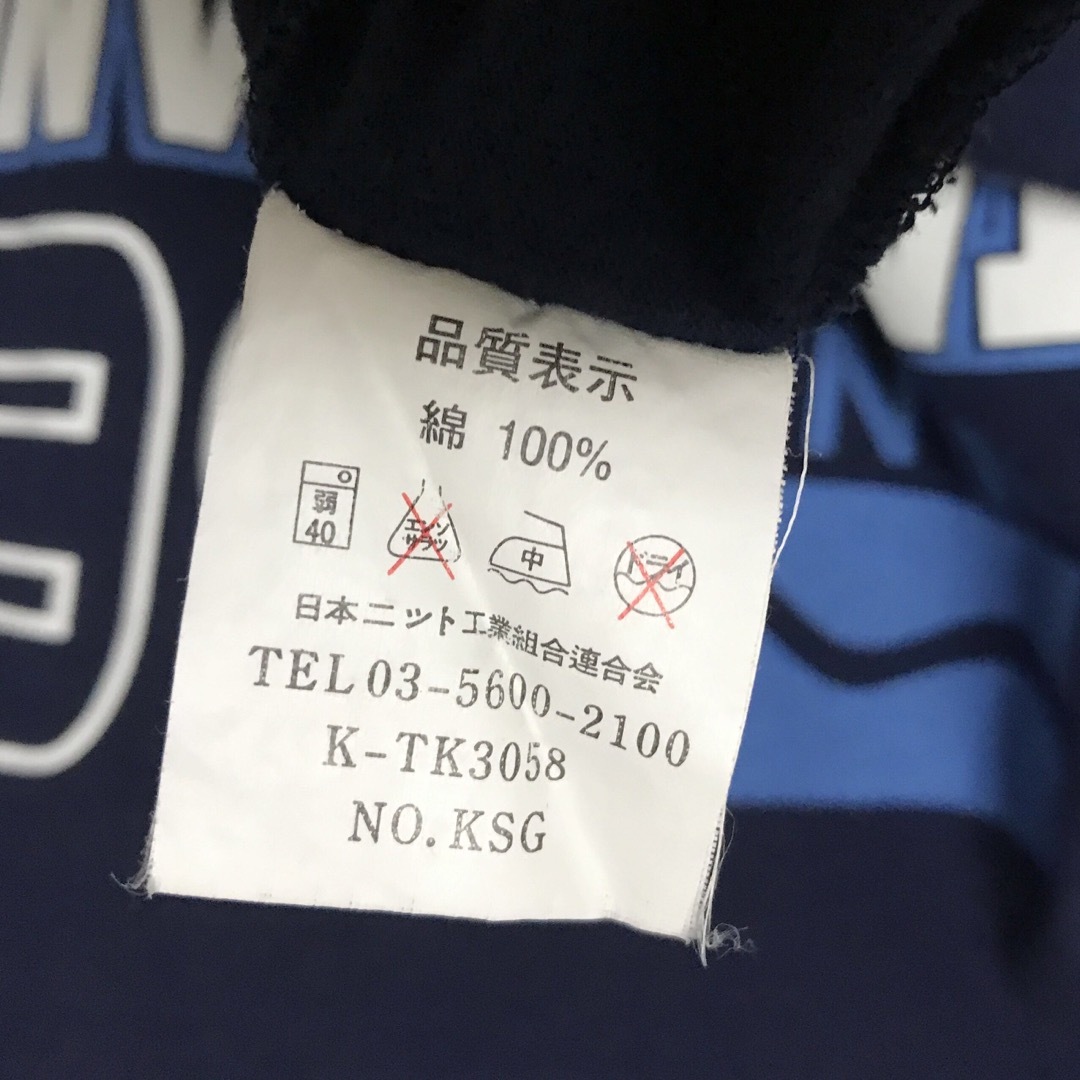 品質表示
綿 100%
弱 40 エンソ サラシ 中 ドライ
日本ニット工業組合連合会
TEL 03-5600-2100
K-TK3058
NO.KSG